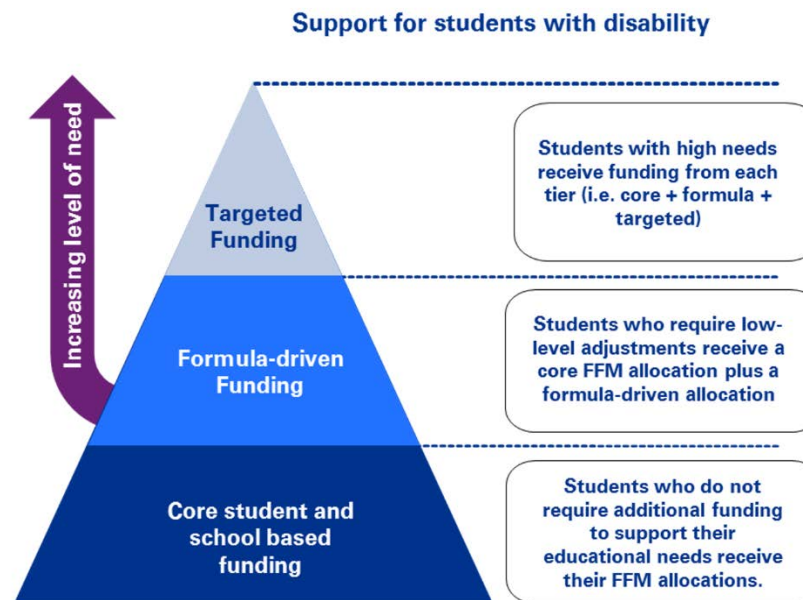 Support for students with disability
Increasing level of need
Targeted
Funding
Students with high needs
receive funding from each
tier (i.e. core + formula +
targeted)
Formula-driven
Funding
Students who require low-
level adjustments receive a
core FFM allocation plus a
formula-driven allocation
Core student and
school based
funding
Students who do not
require additional funding
to support their
educational needs receive
their FFM allocations.